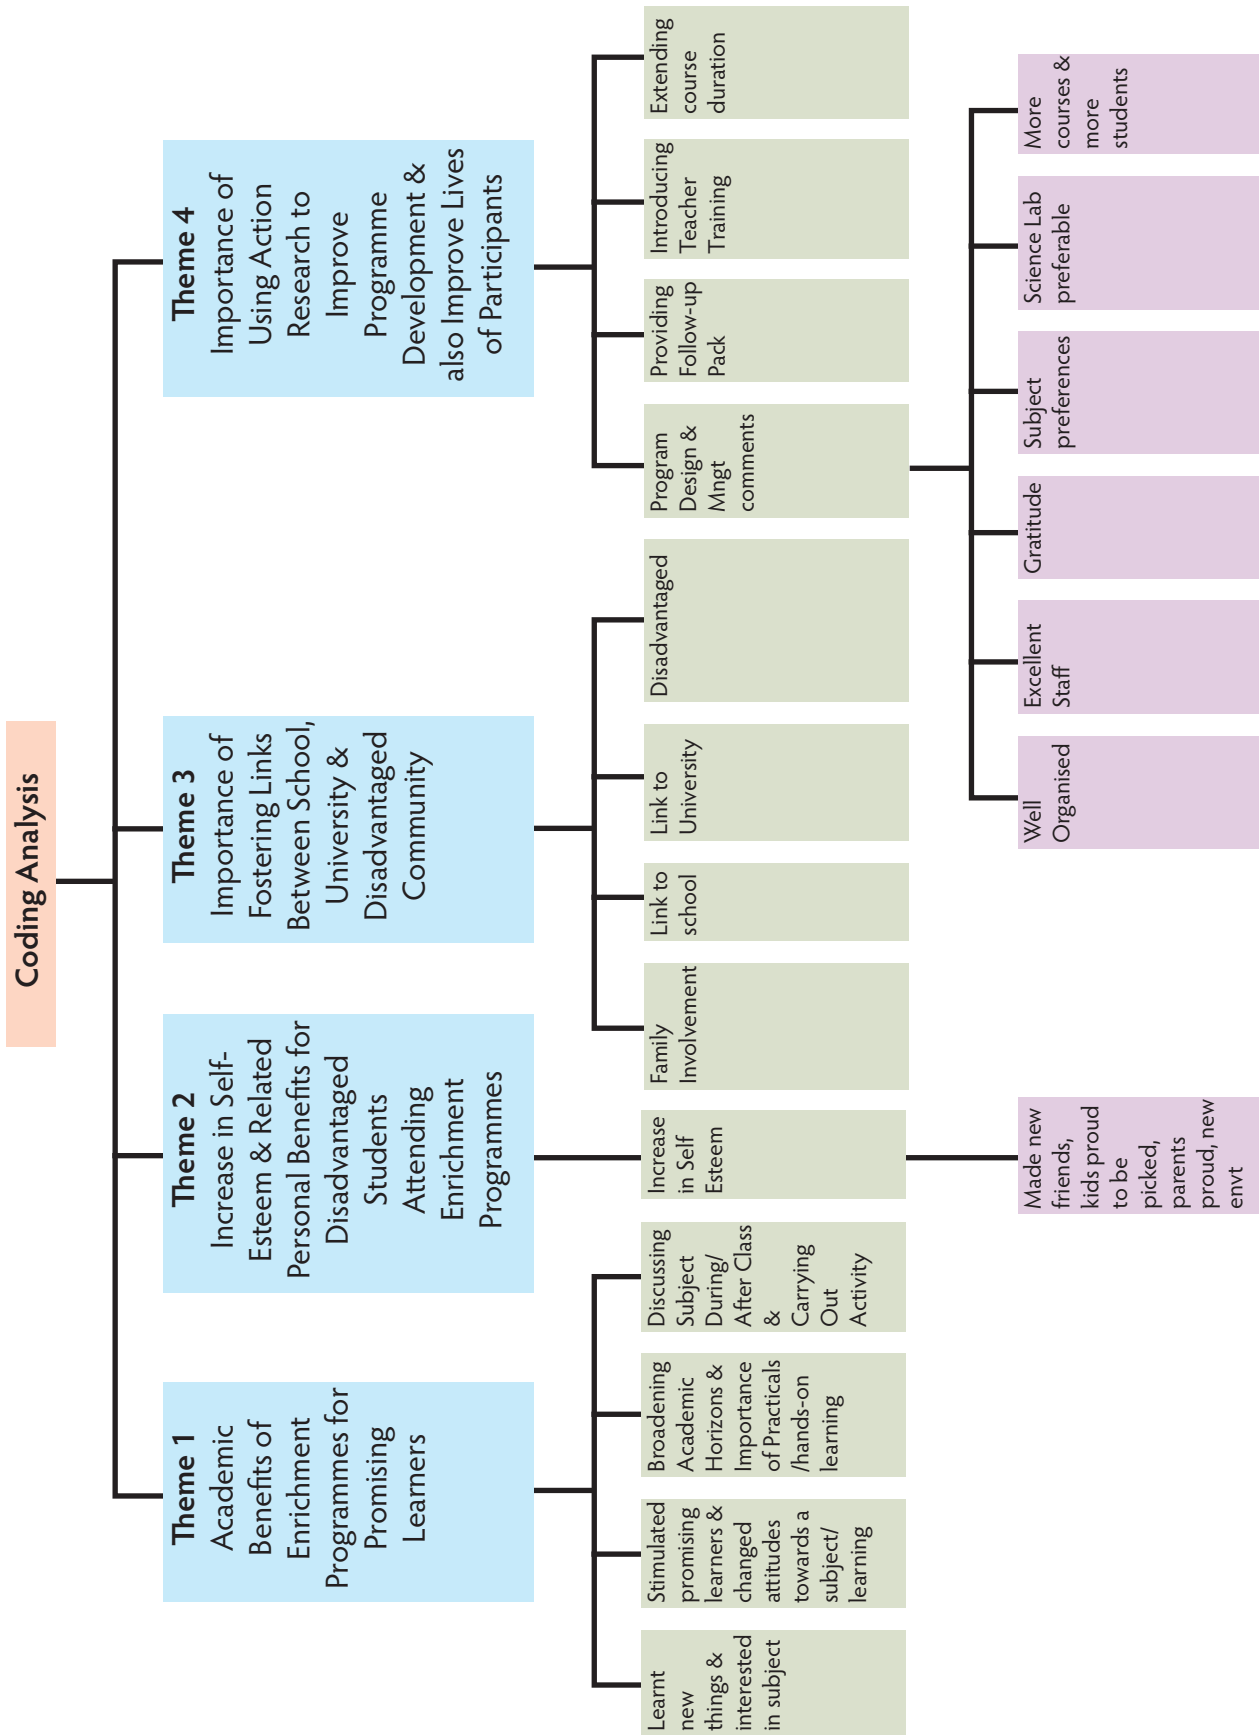 Coding Analysis
Theme 1
Academic
Benefits of
Enrichment
Programmes for
Promising
Learners
Theme 2
Increase in Self-
Esteem & Related
Personal Benefits for
Disadvantaged
Students
Attending
Enrichment
Programmes
Theme 3
Importance of
Fostering Links
Between School,
University &
Disadvantaged
Community
Theme 4
Importance of
Using Action
Research to
Improve
Programme
Development &
also Improve Lives
of Participants
Learnt
new
things &
interested
in subject
Stimulated
promising
learners &
changed
attitudes
towards a
subject/
learning
Broadening
Academic
Horizons &
Importance
of Practicals
/hands-on
learning
Discussing
Subject
During/
After Class
&
Carrying
Out
Activity
Increase
in Self
Esteem
Family
Involvement
Link to
school
Link to
University
Disadvantaged
Program
Design &
Mngt
comments
Providing
Follow-up
Pack
Introducing
Teacher
Training
Extending
course
duration
Made new
friends,
kids proud
to be
picked,
parents
proud, new
envt
Well
Organised
Excellent
Staff
Gratitude
Subject
preferences
Science Lab
preferable
More
courses &
more
students